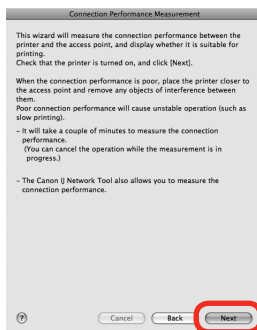 Connection Performance Measurement
This wizard will measure the connection performance between the
printer and the access point, and display whether it is suitable for
printing.
Check that the printer is turned on, and click [Next].
When the connection performance is poor, place the printer closer to
the access point and remove any objects of interference between
them.
Poor connection performance will cause unstable operation (such as
slow printing).
– It will take a couple of minutes to measure the connection
performance.
(You can cancel the operation while the measurement is in
progress.)
– The Canon IJ Network Tool also allows you to measure the
connection performance.
? Cancel Back Next